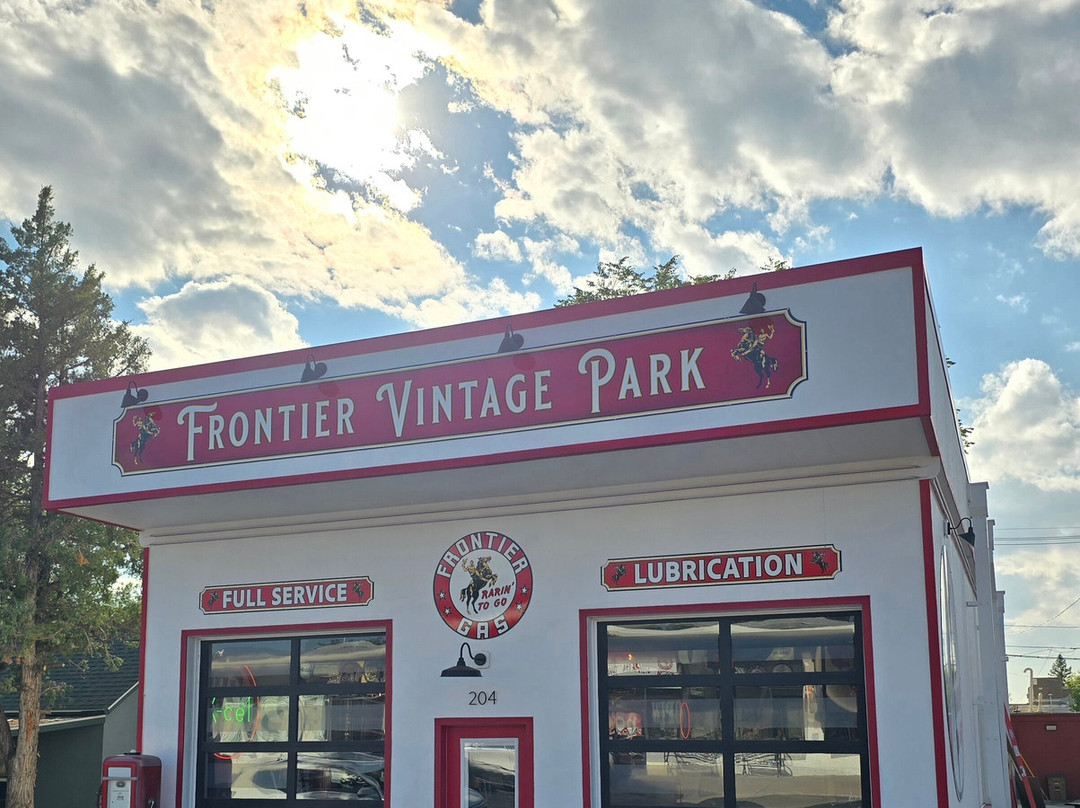 FRONTIER VINTAGE PARK
FULL SERVICE
FRONTIER
RARIN'
TO GO
GAS
LUBRICATION
204